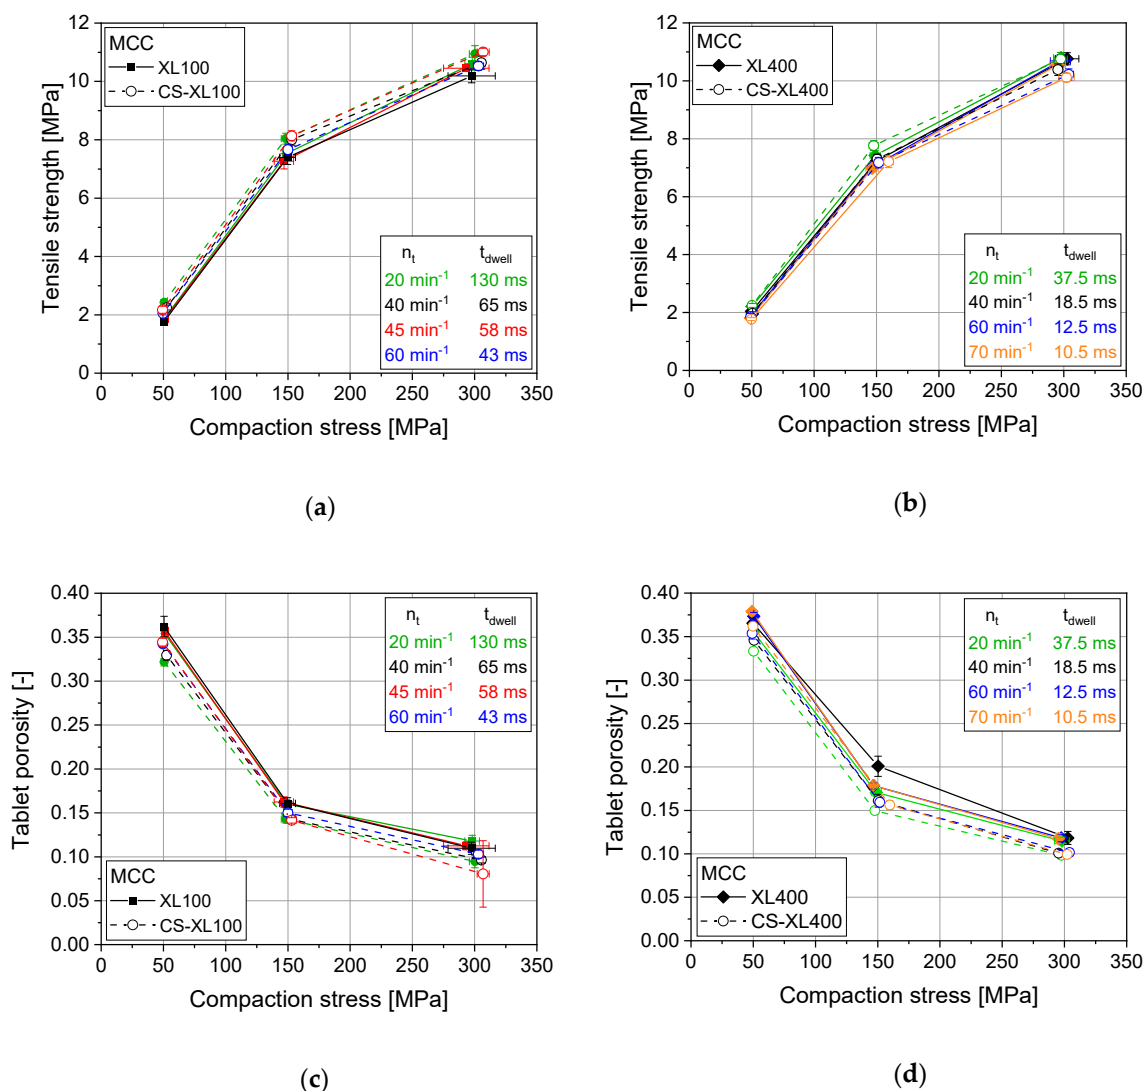 12
10
8
6
4
2
0
Tensile strength [MPa]
MCC
XL100
CS-XL100
n_t t_dwell
20 min⁻¹ 130 ms
40 min⁻¹ 65 ms
45 min⁻¹ 58 ms
60 min⁻¹ 43 ms
0 50 100 150 200 250 300 350
Compaction stress [MPa]
(a)
12
10
8
6
4
2
0
Tensile strength [MPa]
MCC
XL400
CS-XL400
n_t t_dwell
20 min⁻¹ 37.5 ms
40 min⁻¹ 18.5 ms
60 min⁻¹ 12.5 ms
70 min⁻¹ 10.5 ms
0 50 100 150 200 250 300 350
Compaction stress [MPa]
(b)
0.40
0.35
0.30
0.25
0.20
0.15
0.10
0.05
0.00
Tablet porosity [-]
n_t t_dwell
20 min⁻¹ 130 ms
40 min⁻¹ 65 ms
45 min⁻¹ 58 ms
60 min⁻¹ 43 ms
MCC
XL100
CS-XL100
0 50 100 150 200 250 300 350
Compaction stress [MPa]
(c)
0.40
0.35
0.30
0.25
0.20
0.15
0.10
0.05
0.00
Tablet porosity [-]
n_t t_dwell
20 min⁻¹ 37.5 ms
40 min⁻¹ 18.5 ms
60 min⁻¹ 12.5 ms
70 min⁻¹ 10.5 ms
MCC
XL400
CS-XL400
0 50 100 150 200 250 300 350
Compaction stress [MPa]
(d)